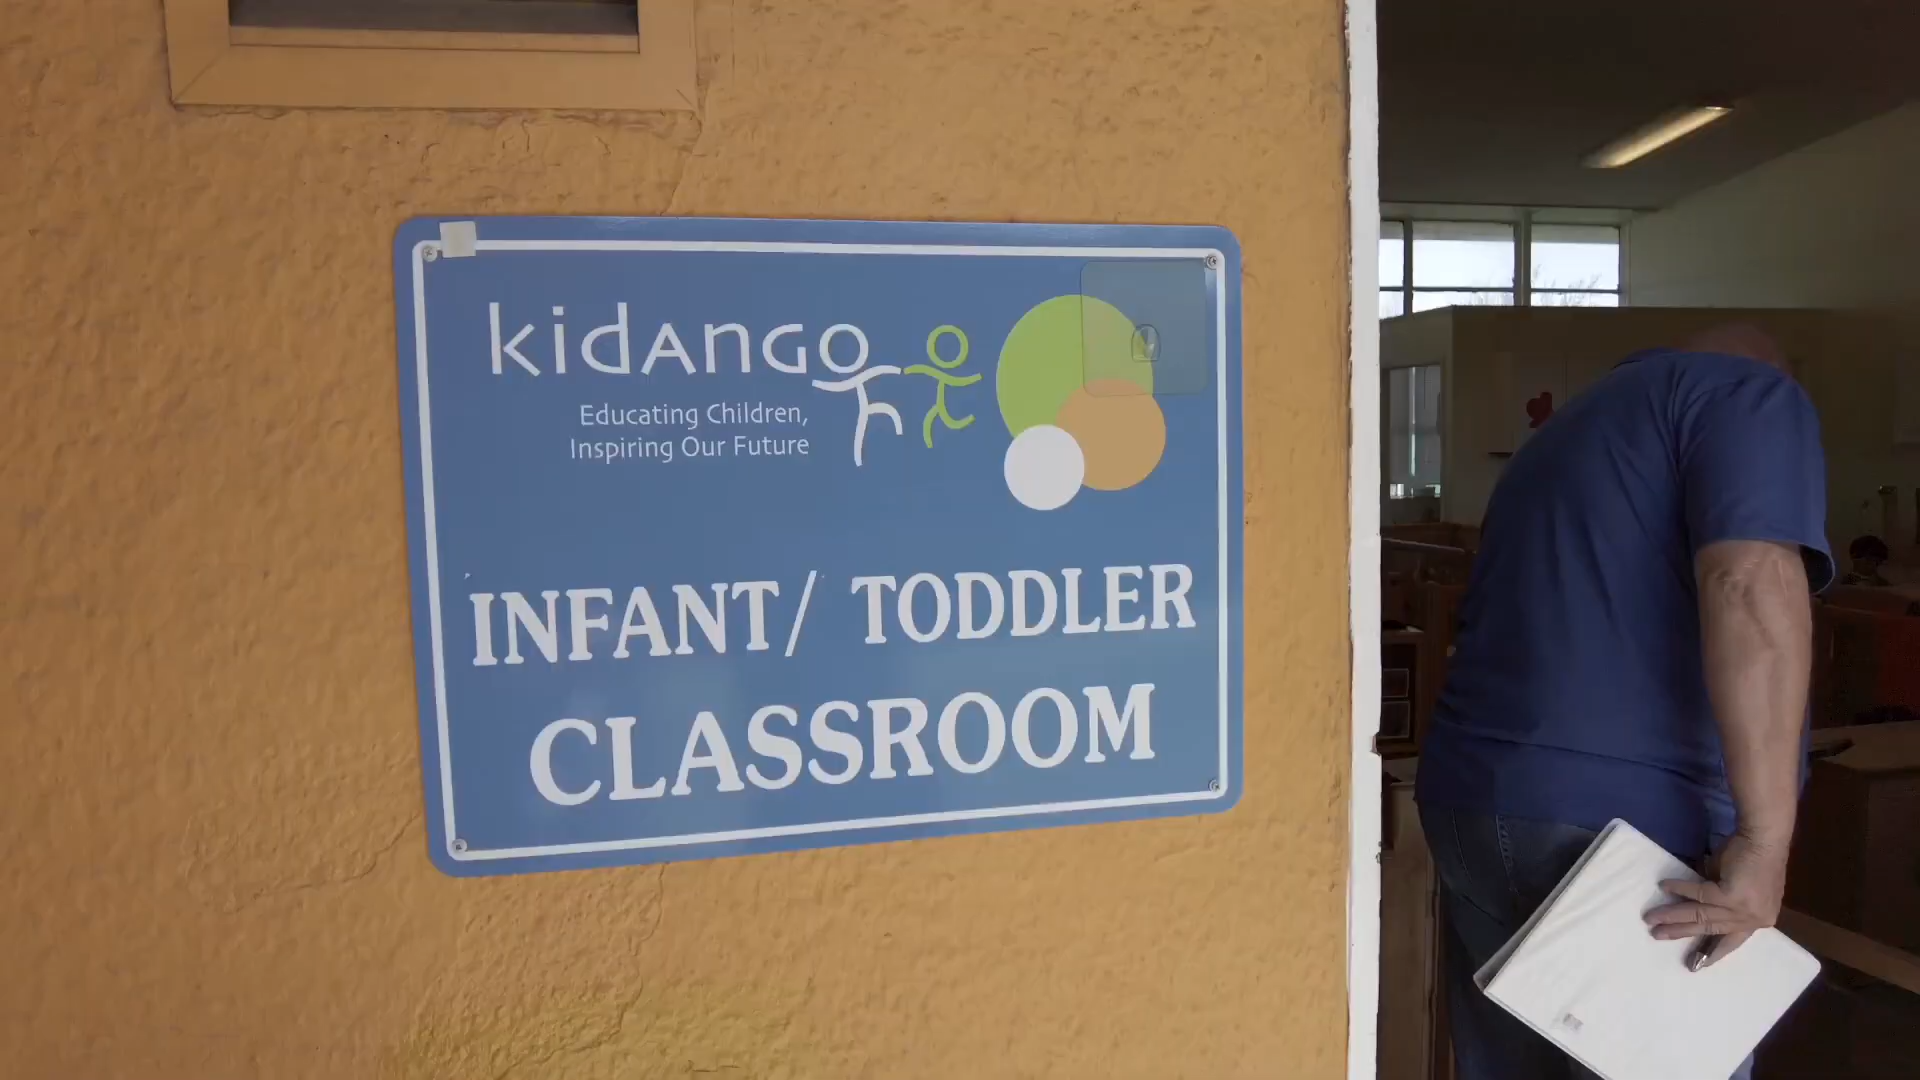 kidango
Educating Children,
Inspiring Our Future
INFANT/ TODDLER
CLASSROOM